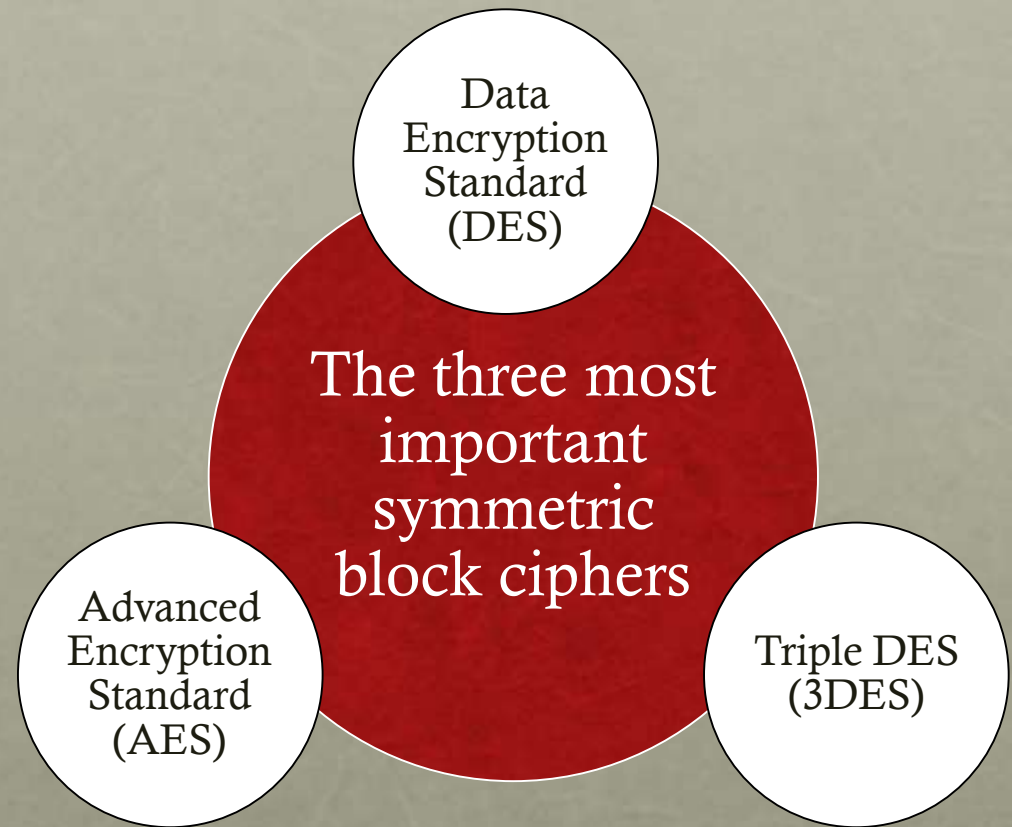 Data
Encryption
Standard
(DES)
The three most
important
symmetric
block ciphers
Advanced
Encryption
Standard
(AES)
Triple DES
(3DES)